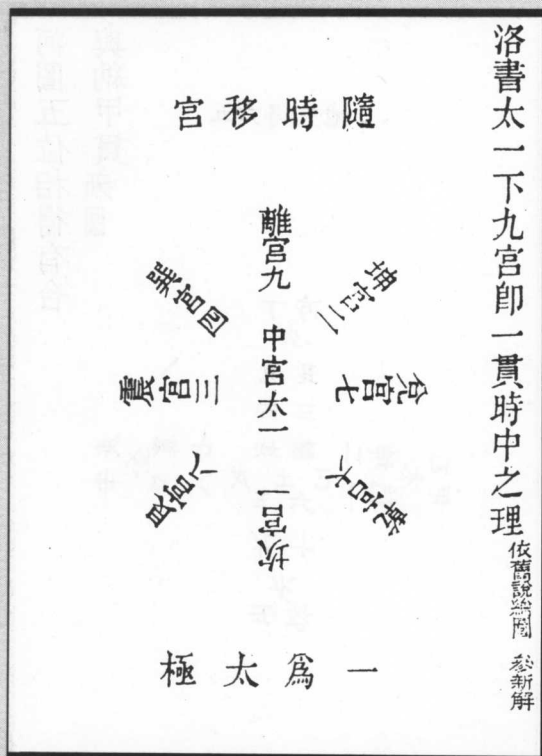 洛書太一下九宮即一貫時中之理
依舊說繪圖 參新解
隨時移宮
離宮九
坤宮二
兌宮七
乾宮六
坎宮一
艮宮八
震宮三
巽宮四
中宮太一
一爲太極